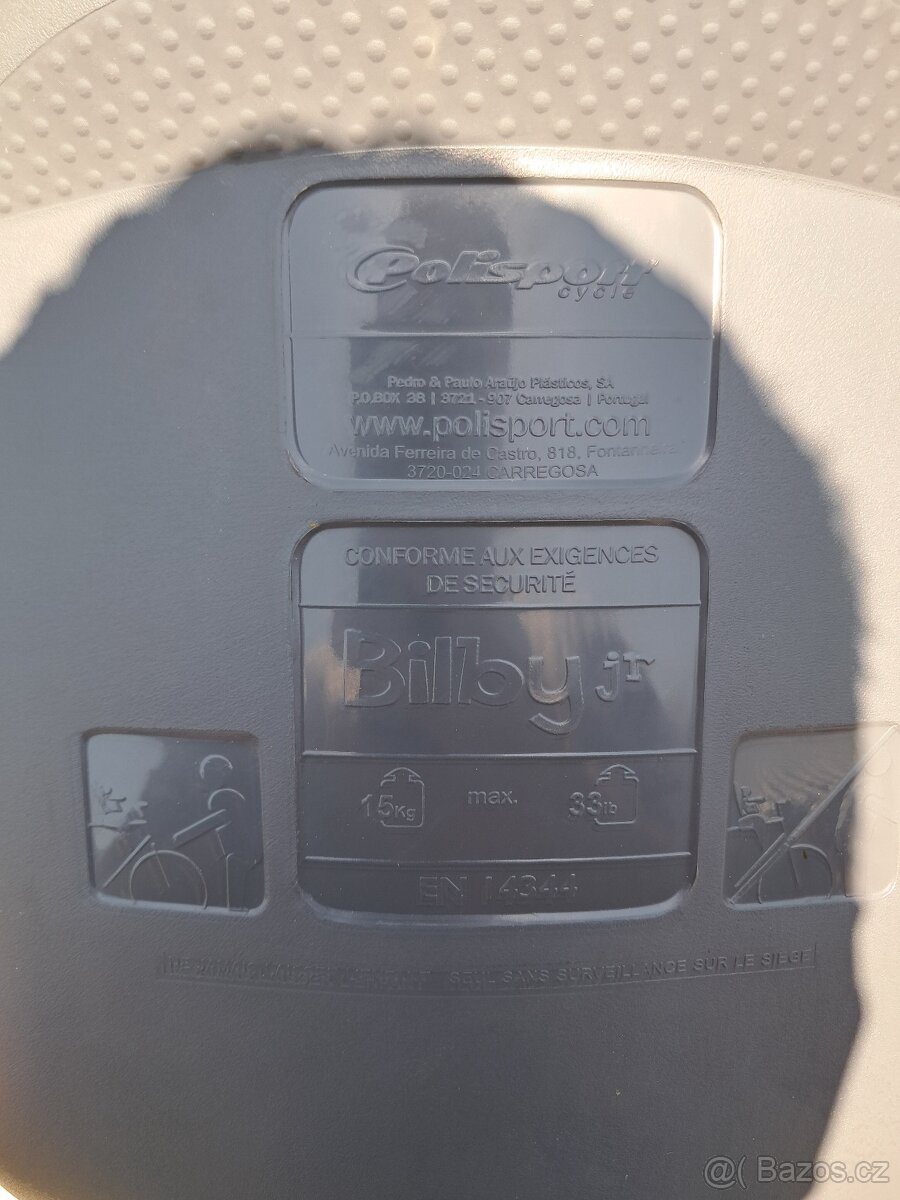 Polisport
cycle
Pedro & Paulo Araújo Plásticos, SA
P.O.BOX 38 | 3721 - 907 Carregosa | Portugal
www.polisport.com
Avenida Ferreira de Castro, 818,
3720-024 CARREGOSA
CONFORME AUX EXIGENCES
DE SECURITÉ
Bilby jr
15Kg max. 33lb
EN 14344
SEUL SANS SURVEILLANCE SUR LE SIEGE
@( Bazos.cz